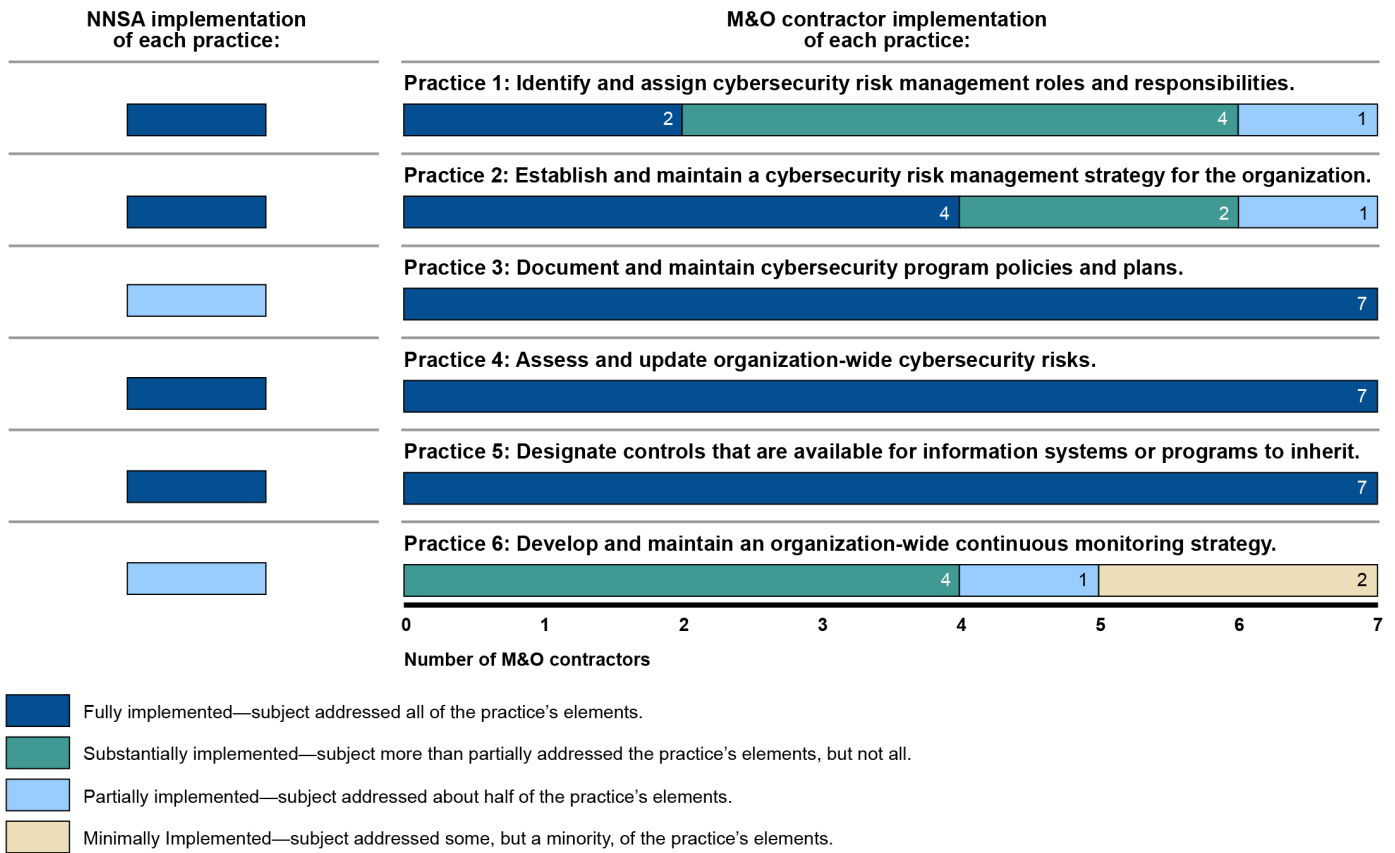 NNSA implementation
of each practice:
M&O contractor implementation
of each practice:
Practice 1: Identify and assign cybersecurity risk management roles and responsibilities.
2 4 1
Practice 2: Establish and maintain a cybersecurity risk management strategy for the organization.
4 2 1
Practice 3: Document and maintain cybersecurity program policies and plans.
7
Practice 4: Assess and update organization-wide cybersecurity risks.
7
Practice 5: Designate controls that are available for information systems or programs to inherit.
7
Practice 6: Develop and maintain an organization-wide continuous monitoring strategy.
4 1 2
0 1 2 3 4 5 6 7
Number of M&O contractors
Fully implemented—subject addressed all of the practice’s elements.
Substantially implemented—subject more than partially addressed the practice’s elements, but not all.
Partially implemented—subject addressed about half of the practice’s elements.
Minimally Implemented—subject addressed some, but a minority, of the practice’s elements.